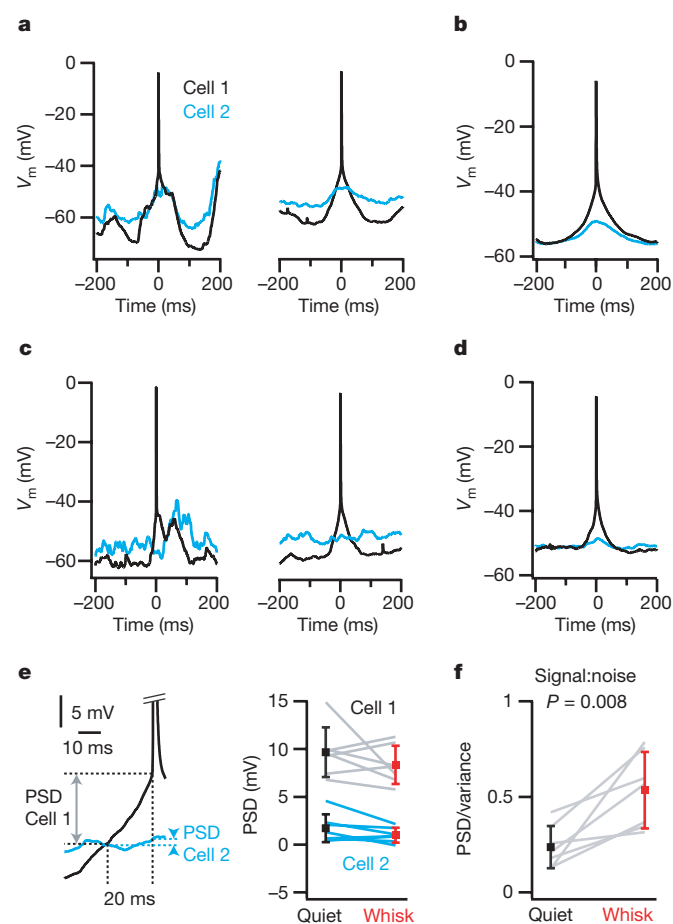 a
b
0
–20
–40
–60
Vm (mV)
Cell 1
Cell 2
–200
0
200
Time (ms)
–200
0
200
Time (ms)
0
–20
–40
–60
Vm (mV)
–200
0
200
Time (ms)
c
d
0
–20
–40
–60
Vm (mV)
–200
0
200
Time (ms)
–200
0
200
Time (ms)
0
–20
–40
–60
Vm (mV)
–200
0
200
Time (ms)
e
5 mV
10 ms
PSD
Cell 1
PSD
Cell 2
20 ms
15
10
5
0
–5
PSD (mV)
Cell 1
Cell 2
Quiet
Whisk
f
Signal:noise
P = 0.008
1
0.5
0
PSD/variance
Quiet
Whisk